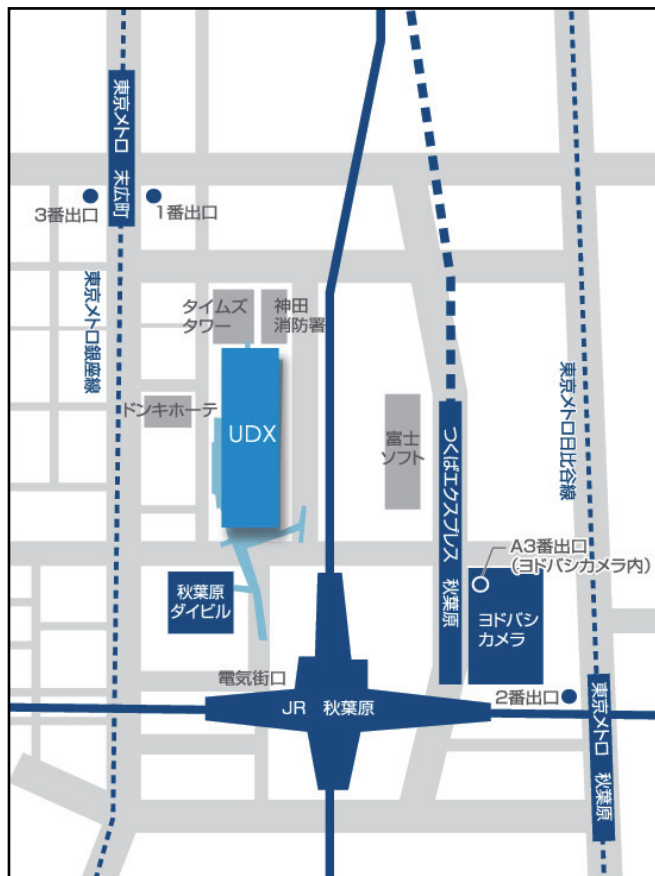 東京メトロ 末広町
3番出口
1番出口
東京メトロ銀座線
タイムズ
タワー
神田
消防署
ドンキホーテ
UDX
富士
ソフト
つくばエクスプレス 秋葉原
東京メトロ日比谷線
A3番出口
(ヨドバシカメラ内)
秋葉原
ダイビル
ヨドバシ
カメラ
電気街口
JR 秋葉原
2番出口
東京メトロ 秋葉原